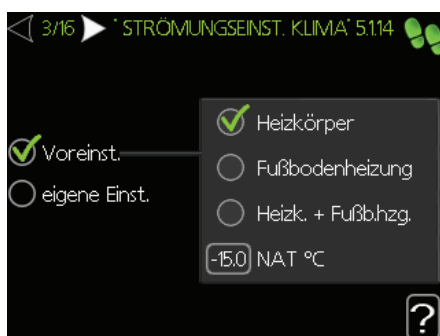 3/16 "STRÖMUNGSEINST. KLIMA" 5.1.14
Voreinst.
eigene Einst.
Heizkörper
Fußbodenheizung
Heizk. + Fußb.hzg.
-15.0 NAT °C
?